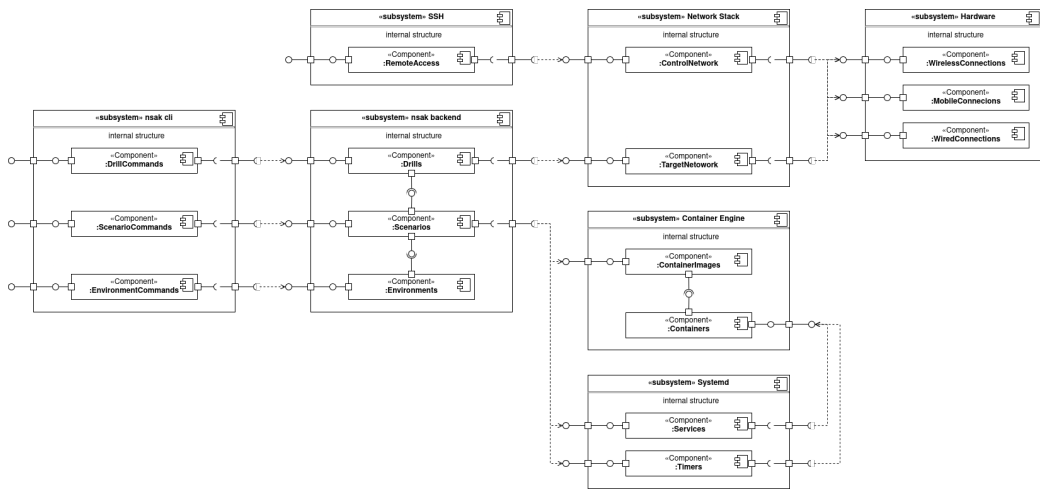 «subsystem» SSH
internal structure
«Component»
:RemoteAccess
«subsystem» Network Stack
internal structure
«Component»
:ControlNetwork
«Component»
:TargetNetowork
«subsystem» Hardware
internal structure
«Component»
:WirelessConnections
«Component»
:MobileConnecions
«Component»
:WiredConnections
«subsystem» nsak cli
internal structure
«Component»
:DrillCommands
«Component»
:ScenarioCommands
«Component»
:EnvironmentCommands
«subsystem» nsak backend
internal structure
«Component»
:Drills
«Component»
:Scenarios
«Component»
:Environments
«subsystem» Container Engine
internal structure
«Component»
:ContainerImages
«Component»
:Containers
«subsystem» Systemd
internal structure
«Component»
:Services
«Component»
:Timers